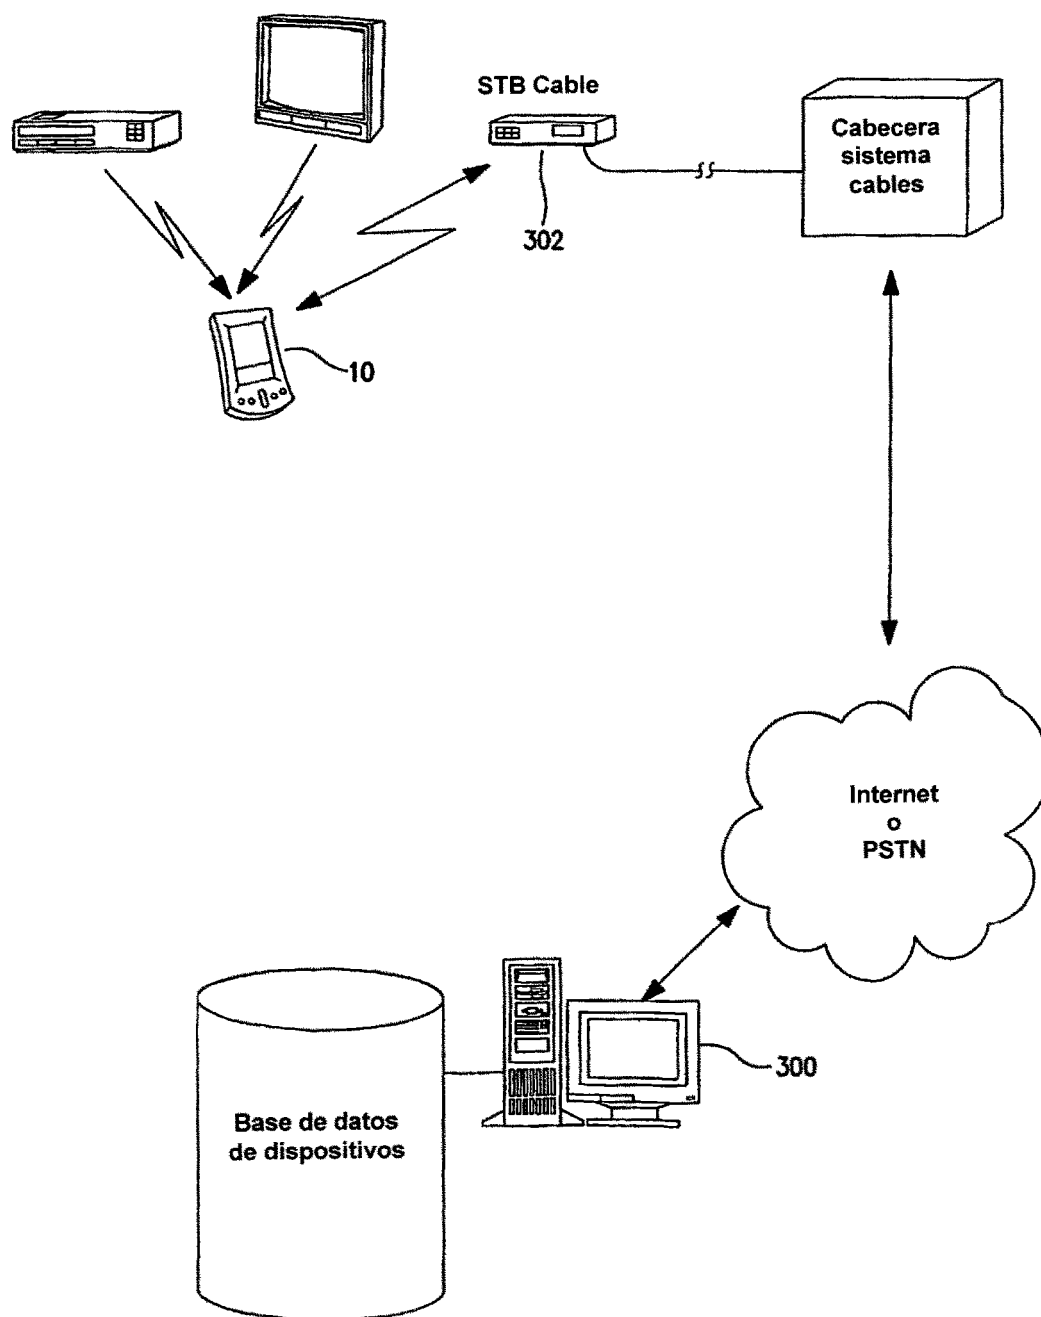 STB Cable
Cabecera
sistema
cables
302
10
Internet
o
PSTN
300
Base de datos
de dispositivos